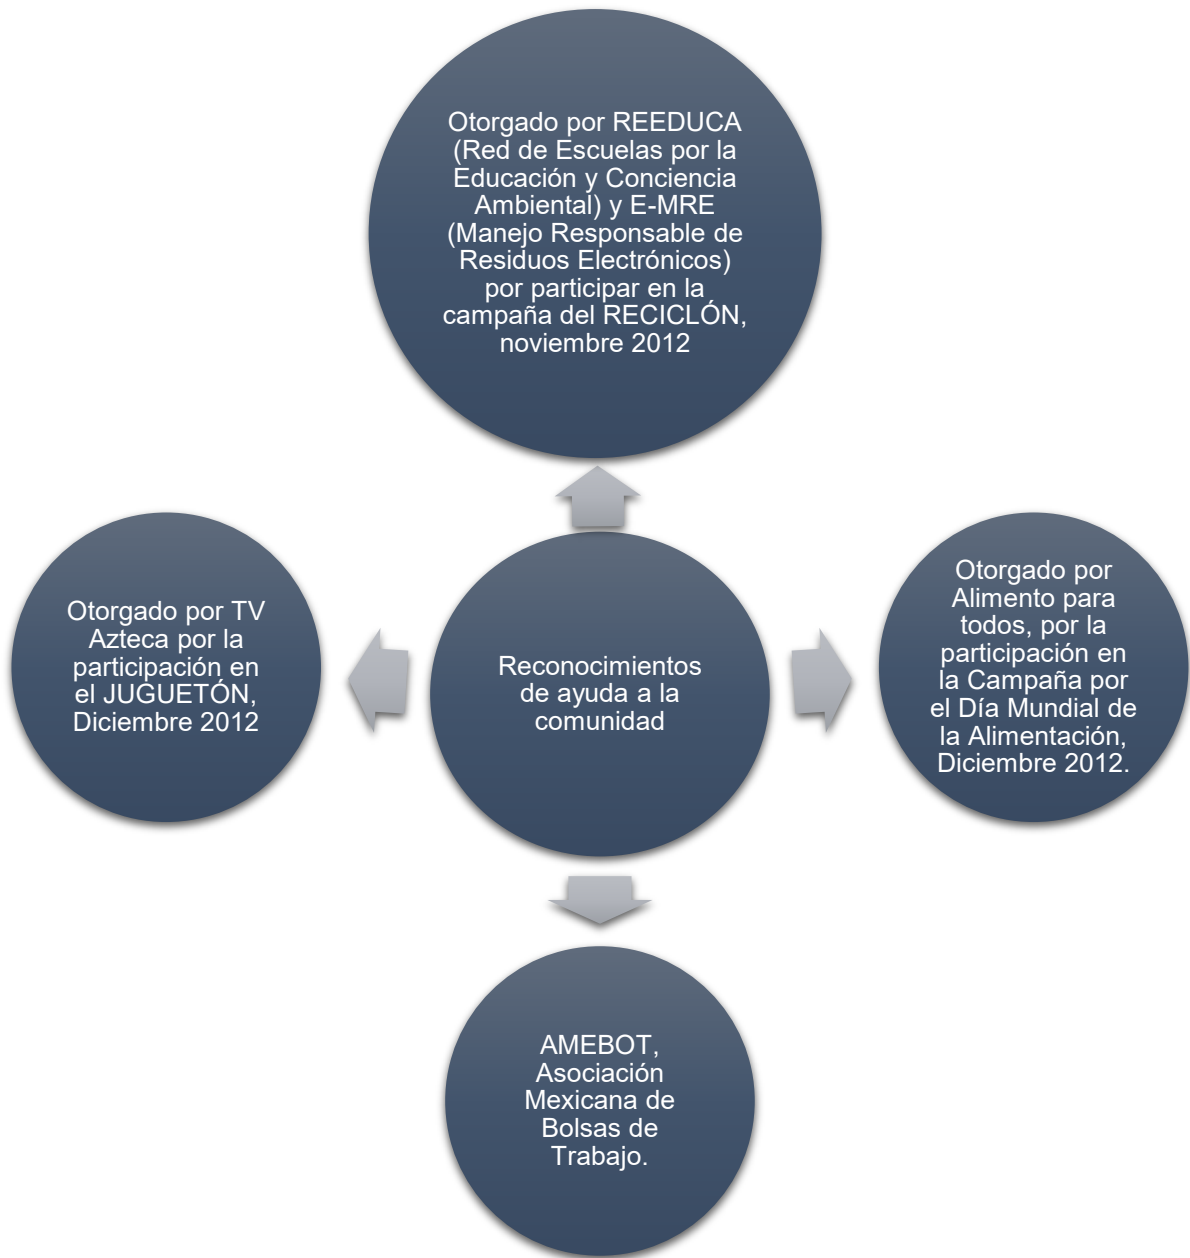 Otorgado por REEDUCA
(Red de Escuelas por la
Educación y Conciencia
Ambiental) y E-MRE
(Manejo Responsable de
Residuos Electrónicos)
por participar en la
campaña del RECICLÓN,
noviembre 2012
Otorgado por TV
Azteca por la
participación en
el JUGUETÓN,
Diciembre 2012
Reconocimientos
de ayuda a la
comunidad
Otorgado por
Alimento para
todos, por la
participación en
la Campaña por
el Día Mundial de
la Alimentación,
Diciembre 2012.
AMEBOT,
Asociación
Mexicana de
Bolsas de
Trabajo.